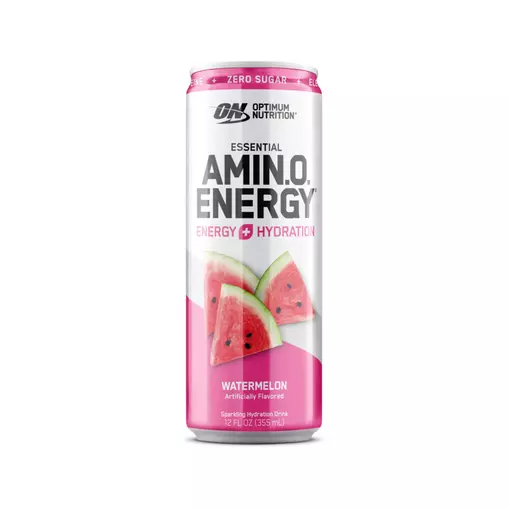 + ZERO SUGAR +
ON OPTIMUM
NUTRITION®
ESSENTIAL
AMIN.O.
ENERGY
ENERGY + HYDRATION
WATERMELON
Artificially Flavored
Sparkling Hydration Drink
12 FL OZ (355 mL)